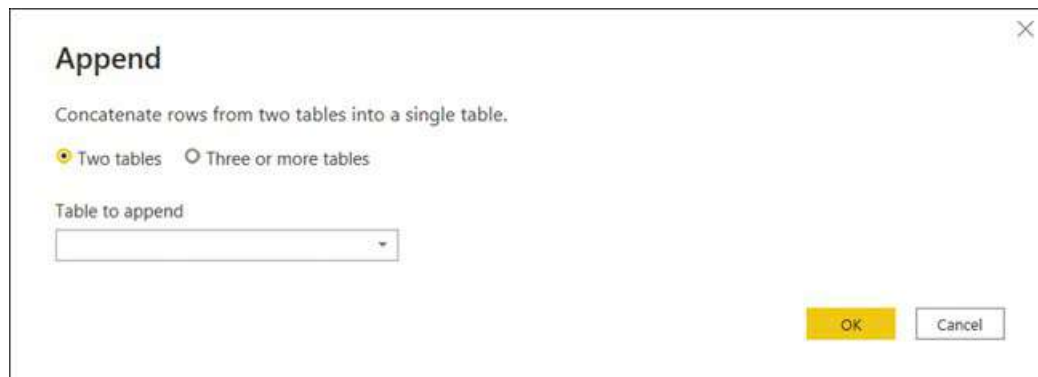 Append
Concatenate rows from two tables into a single table.
Two tables Three or more tables
Table to append
OK Cancel